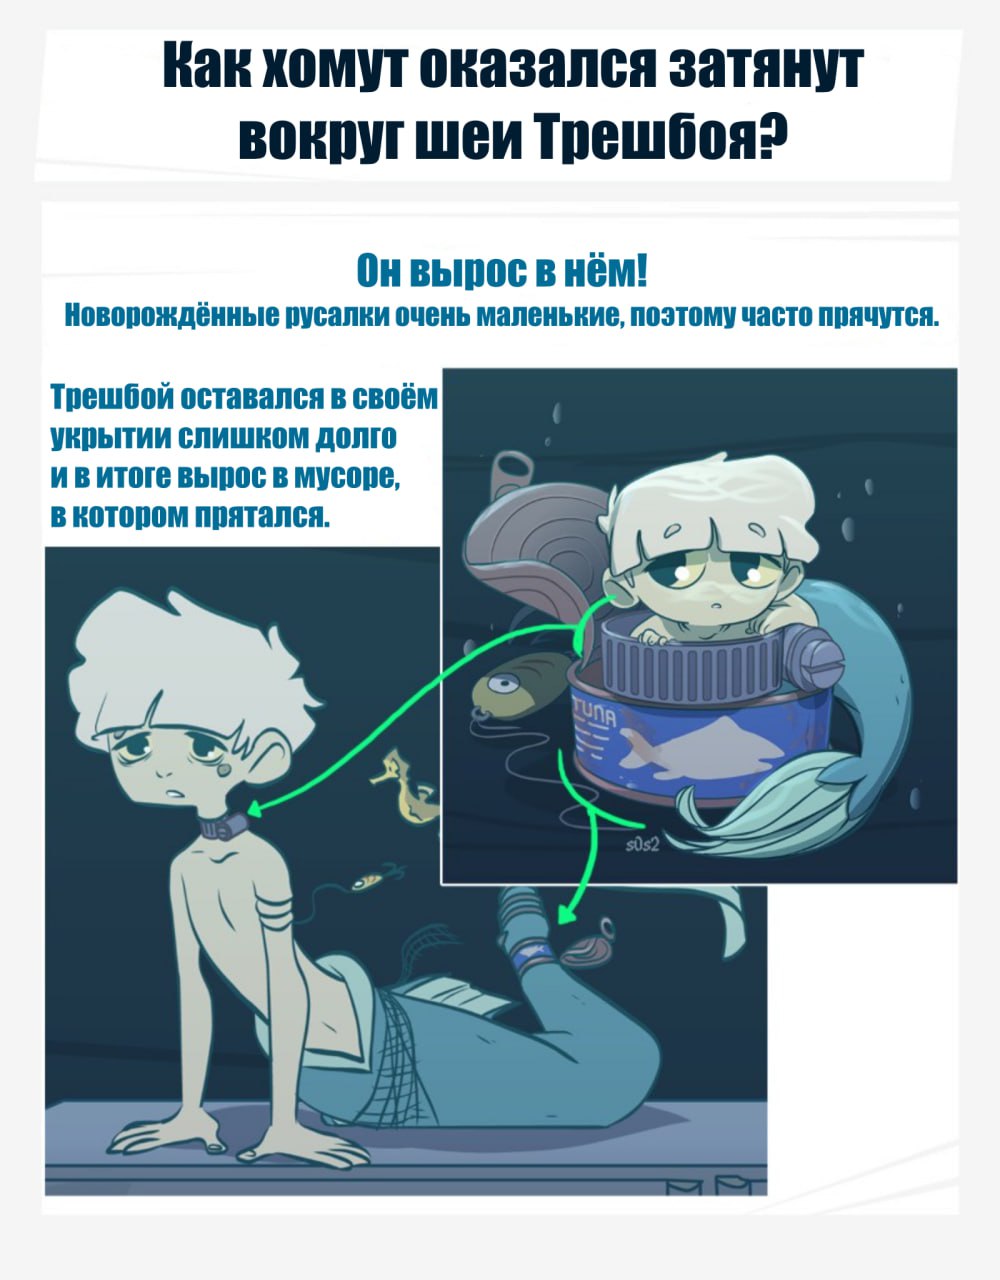 Как хомут оказался затянут
вокруг шеи Трешбоя?
Он вырос в нём!
Новорождённые русалки очень маленькие, поэтому часто прячутся.
Трешбой оставался в своём
укрытии слишком долго
и в итоге вырос в мусоре,
в котором прятался.
TUNA
s0s2